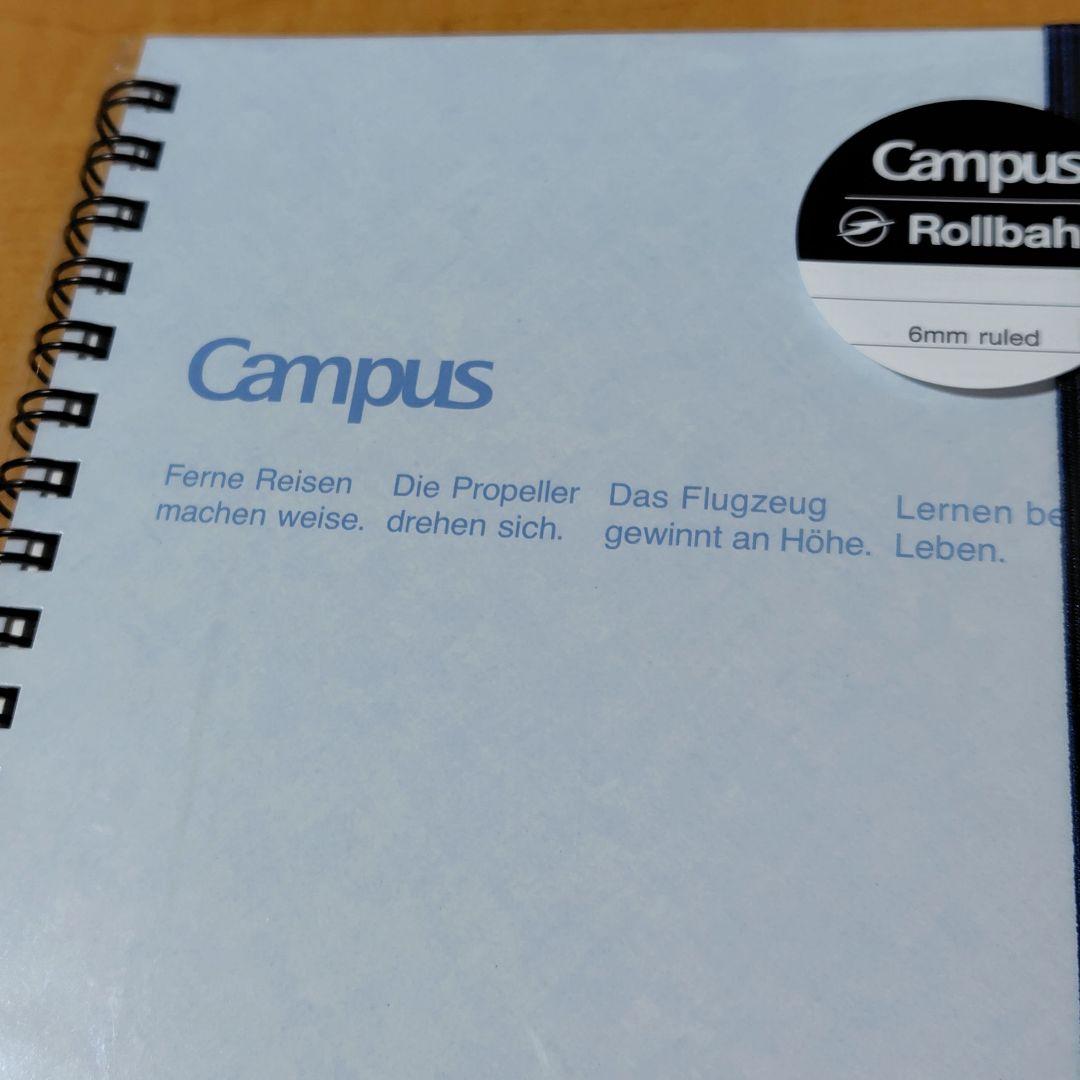 Campus
Rollbah
6mm ruled
Campus
Ferne Reisen
machen weise.
Die Propeller
drehen sich.
Das Flugzeug
gewinnt an Höhe.
Lernen be
Leben.